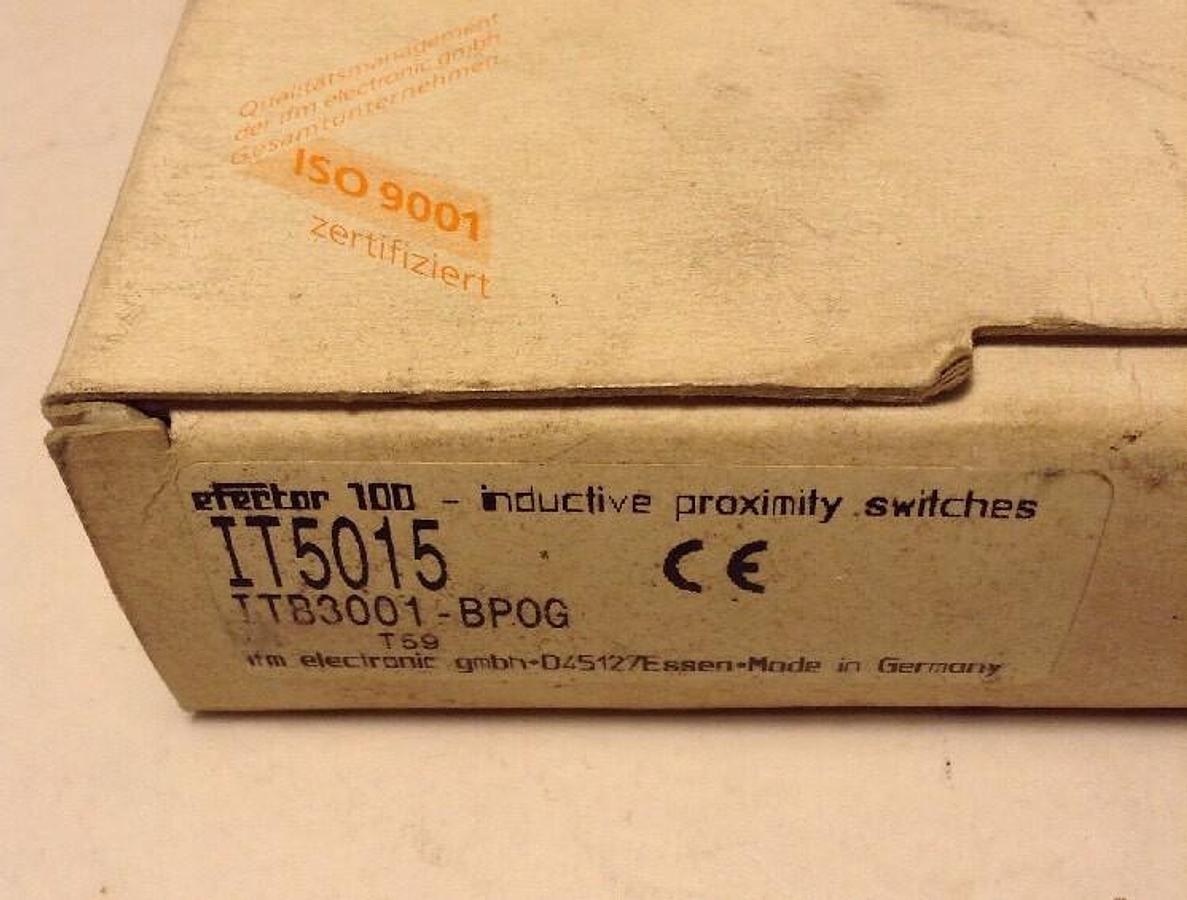 Qualitätsmanagement
der ifm electronic gmbh
Gesamtunternehmen
ISO 9001
zertifiziert
efector 100 - inductive proximity switches
IT5015
CE
ITB3001-BPOG
T59
ifm electronic gmbh•D45127Essen•Made in Germany